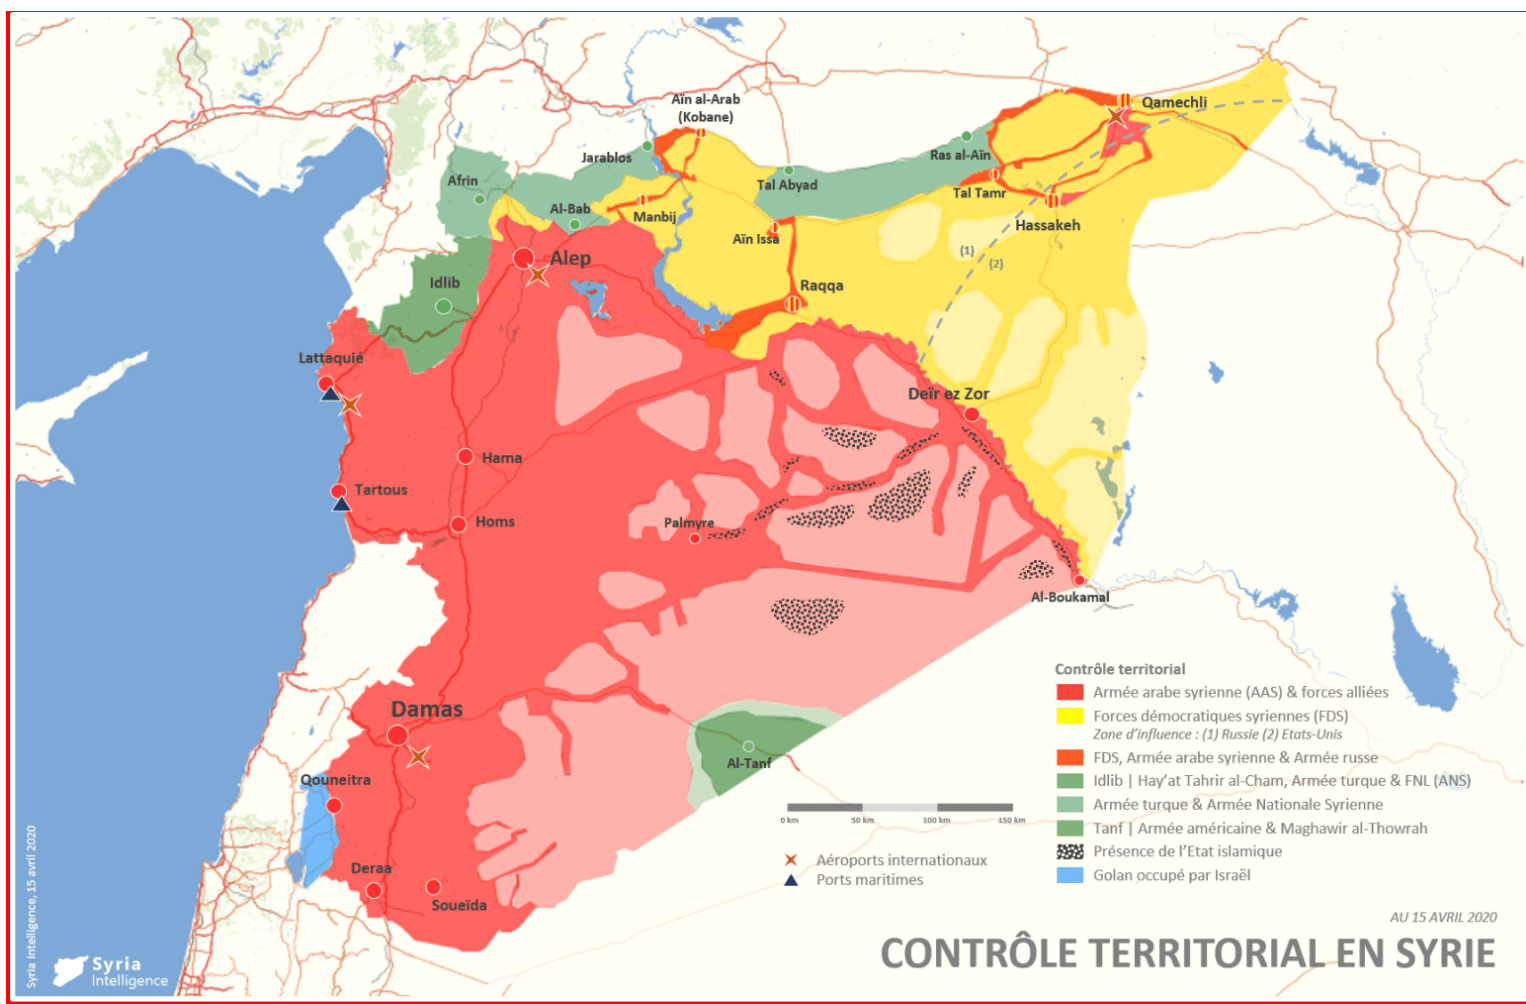 Aïn al-Arab
(Kobane)
Qamechli
Jarablos
Ras al-Aïn
Afrin
Tal Abyad
Tal Tamr
Al-Bab
Manbij
Hassakeh
Aïn Issa
(1)
(2)
Alep
Idlib
Raqqa
Lattaquié
Deïr ez Zor
Hama
Tartous
Homs
Palmyre
Al-Boukamal
Damas
Al-Tanf
Qouneitra
Deraa
Soueïda
0 km
50 km
100 km
150 km
Aéroports internationaux
Ports maritimes
Contrôle territorial
Armée arabe syrienne (AAS) & forces alliées
Forces démocratiques syriennes (FDS)
Zone d'influence : (1) Russie (2) Etats-Unis
FDS, Armée arabe syrienne & Armée russe
Idlib | Hay'at Tahrir al-Cham, Armée turque & FNL (ANS)
Armée turque & Armée Nationale Syrienne
Tanf | Armée américaine & Maghawir al-Thowrah
Présence de l'Etat islamique
Golan occupé par Israël
AU 15 AVRIL 2020
CONTRÔLE TERRITORIAL EN SYRIE
Syria Intelligence, 15 avril 2020
Syria
Intelligence